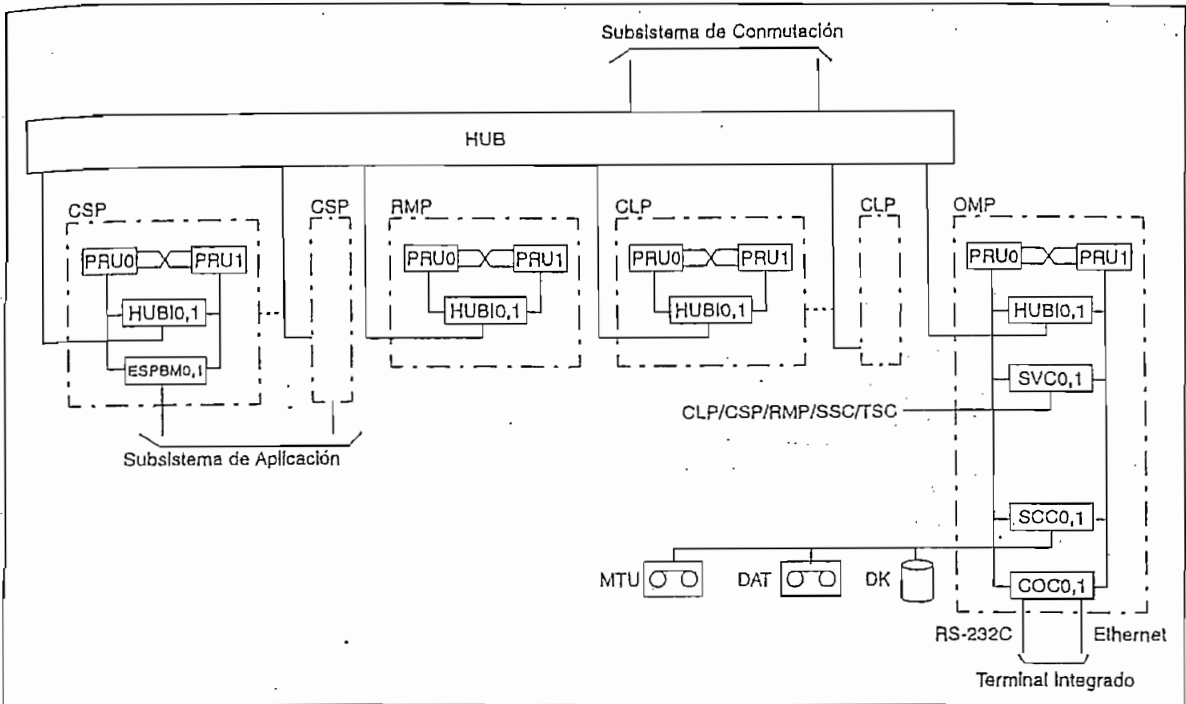 Subsistema de Conmutación
HUB
CSP
CSP
RMP
CLP
CLP
OMP
PRU0
PRU1
PRU0
PRU1
PRU0
PRU1
PRU0
PRU1
HUBI0,1
HUBI0,1
HUBI0,1
HUBI0,1
ESPBM0,1
SVC0,1
CLP/CSP/RMP/SSC/TSC
Subsistema de Aplicación
SCC0,1
MTU
DAT
DK
COC0,1
RS-232C
Ethernet
Terminal Integrado